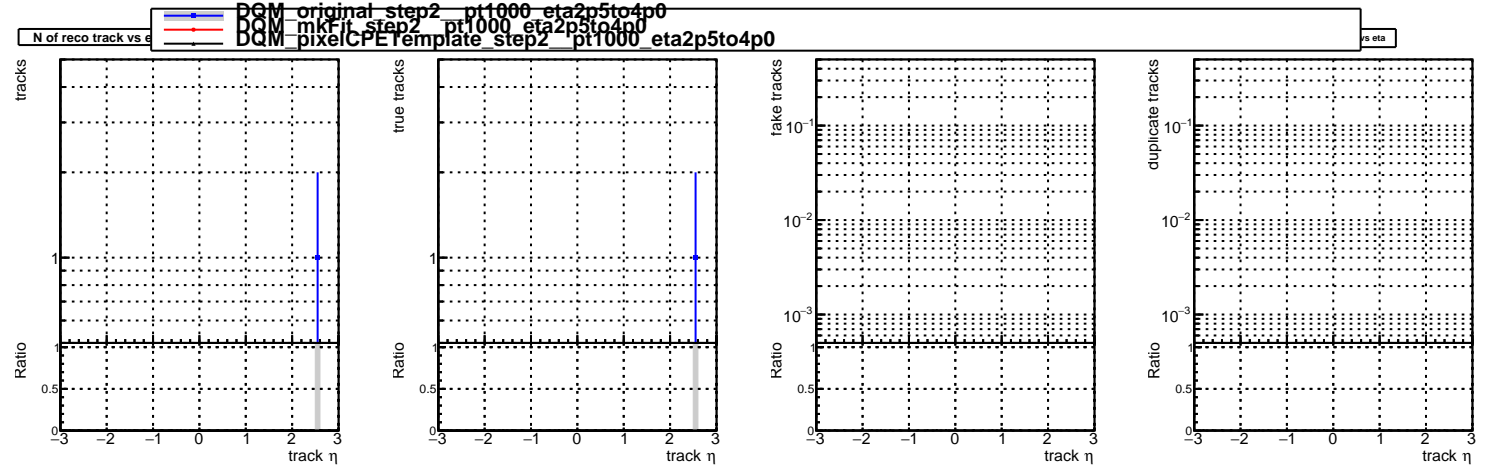 DQM_original_step2__pt1000_eta2p5to4p0
DQM_mkFit_step2__pt1000_eta2p5to4p0
DQM_pixelCPETemplate_step2__pt1000_eta2p5to4p0
N of reco track vs e
vs eta
tracks
1
Ratio
1
0.5
0
−3 −2 −1 0 1 2 3
track η
true tracks
1
Ratio
1
0.5
0
−3 −2 −1 0 1 2 3
track η
fake tracks
10−1
10−2
10−3
Ratio
1
0.5
0
−3 −2 −1 0 1 2 3
track η
duplicate tracks
10−1
10−2
10−3
Ratio
1
0.5
0
−3 −2 −1 0 1 2 3
track η